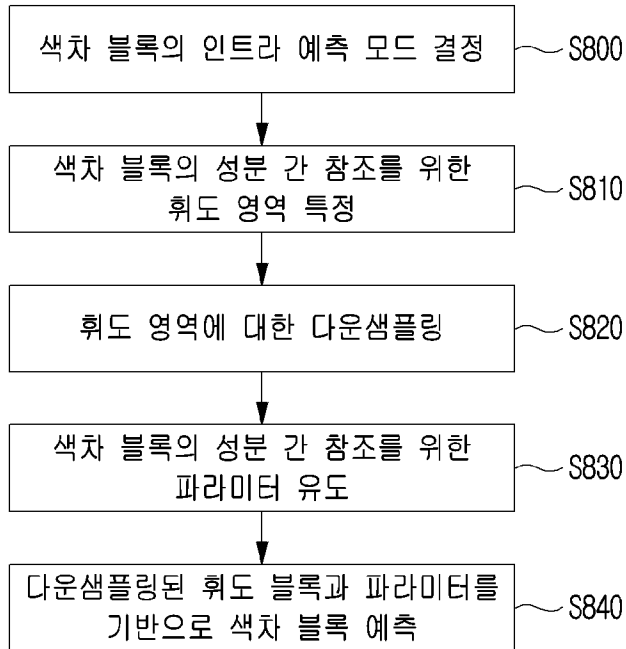 색차 블록의 인트라 예측 모드 결정
S800
색차 블록의 성분 간 참조를 위한
휘도 영역 특정
S810
휘도 영역에 대한 다운샘플링
S820
색차 블록의 성분 간 참조를 위한
파라미터 유도
S830
다운샘플링된 휘도 블록과 파라미터를
기반으로 색차 블록 예측
S840